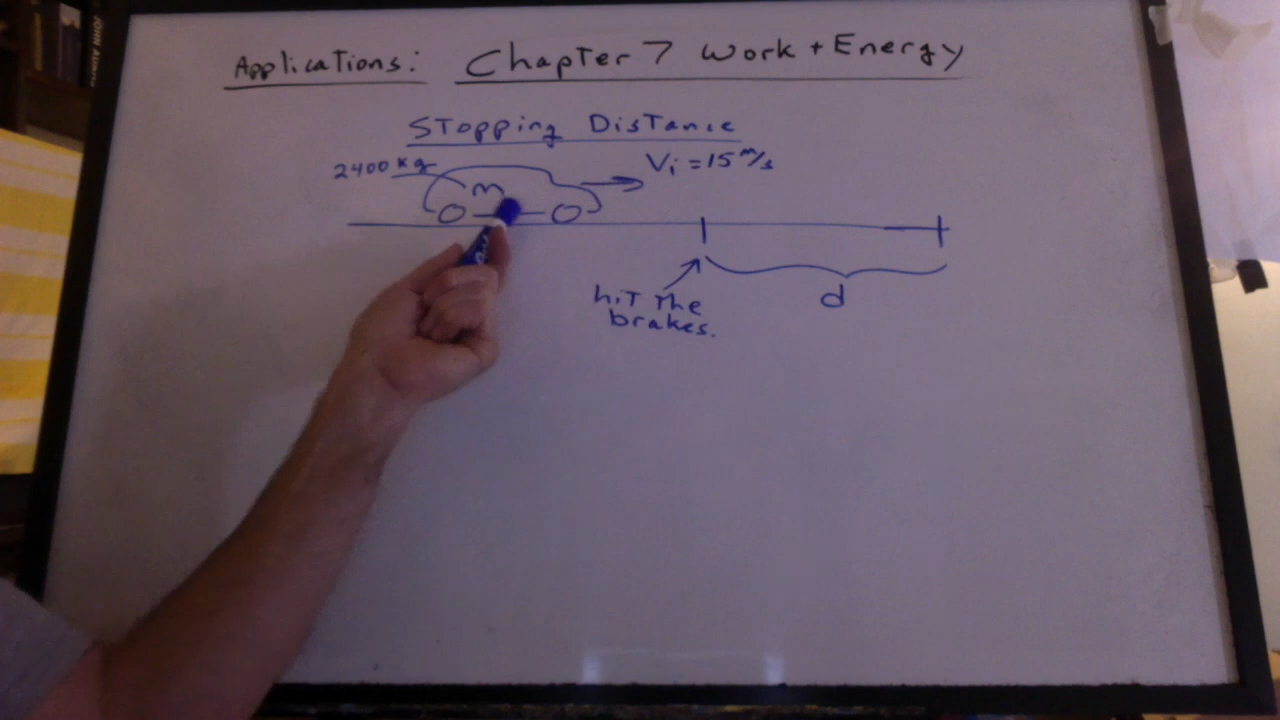 Applications: Chapter 7 Work + Energy
Stopping Distance
2400 kg
m
Vi = 15 m/s
hit the
brakes.
d